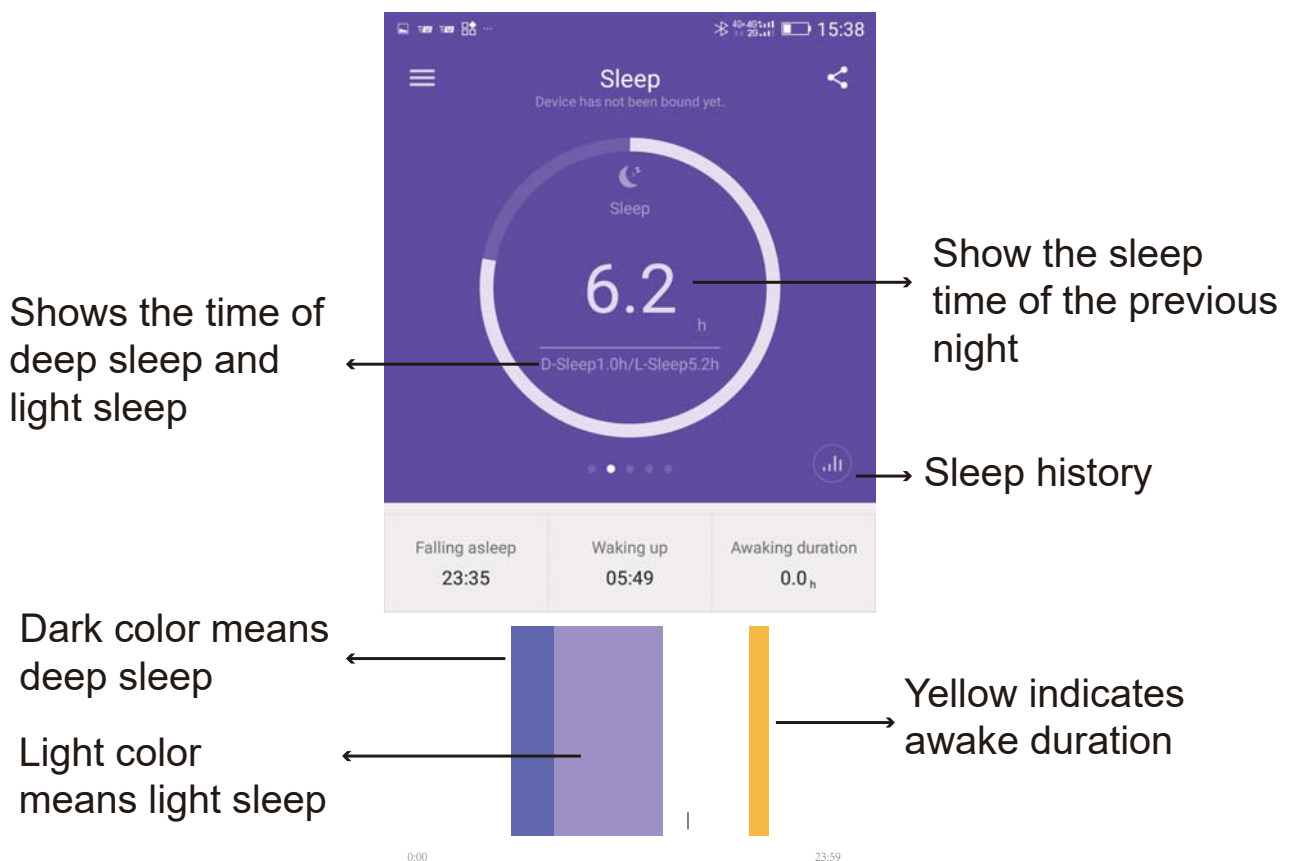 15:38
Sleep
Device has not been bound yet.
Sleep
6.2
h
D-Sleep1.0h/L-Sleep5.2h
Shows the time of
deep sleep and
light sleep
Show the sleep
time of the previous
night
Sleep history
Falling asleep
23:35
Waking up
05:49
Awaking duration
0.0 h
Dark color means
deep sleep
Light color
means light sleep
Yellow indicates
awake duration
0:00
23:59